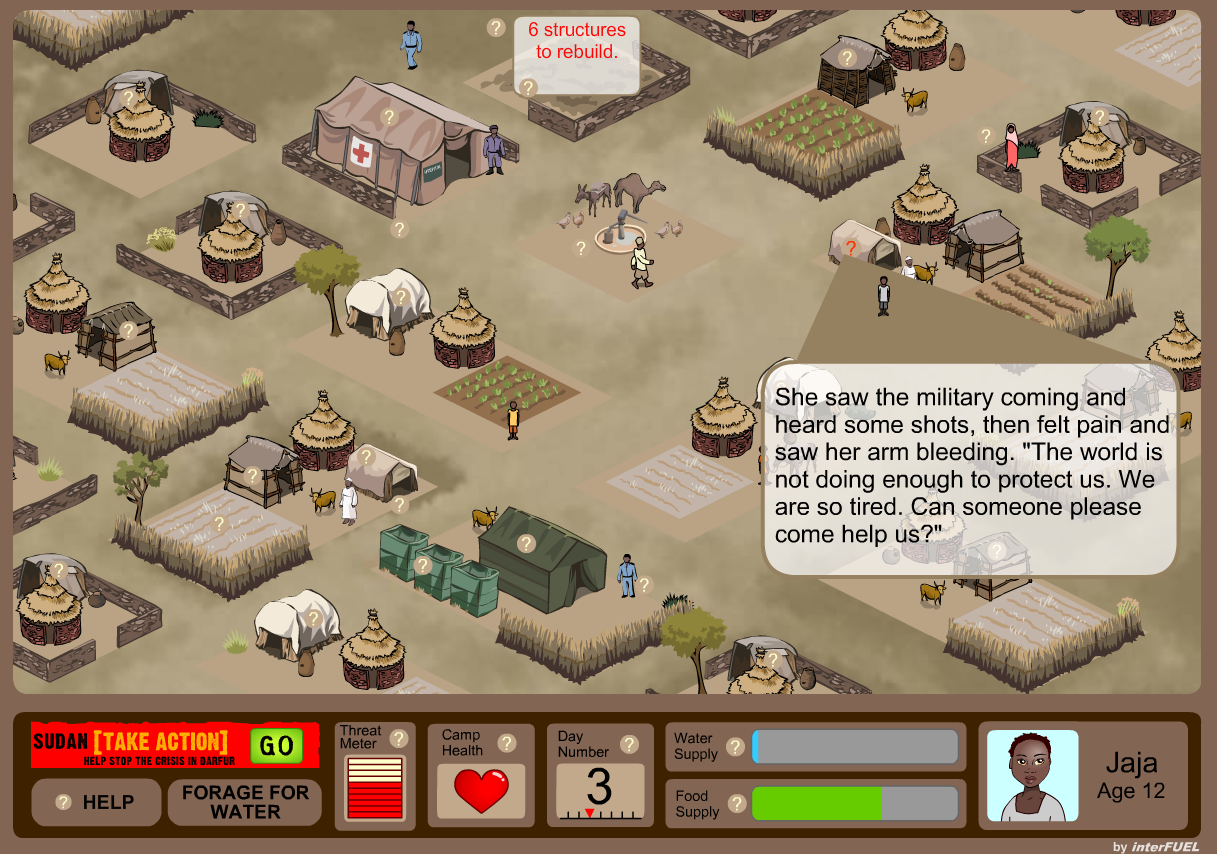 6 structures
to rebuild.
She saw the military coming and
heard some shots, then felt pain and
saw her arm bleeding. "The world is
not doing enough to protect us. We
are so tired. Can someone please
come help us?"
SUDAN [TAKE ACTION] GO
HELP STOP THE CRISIS IN DARFUR
? HELP
FORAGE FOR
WATER
Threat
Meter ?
Camp
Health ?
Day
Number ?
3
Water
Supply ?
Food
Supply ?
Jaja
Age 12
by interFUEL